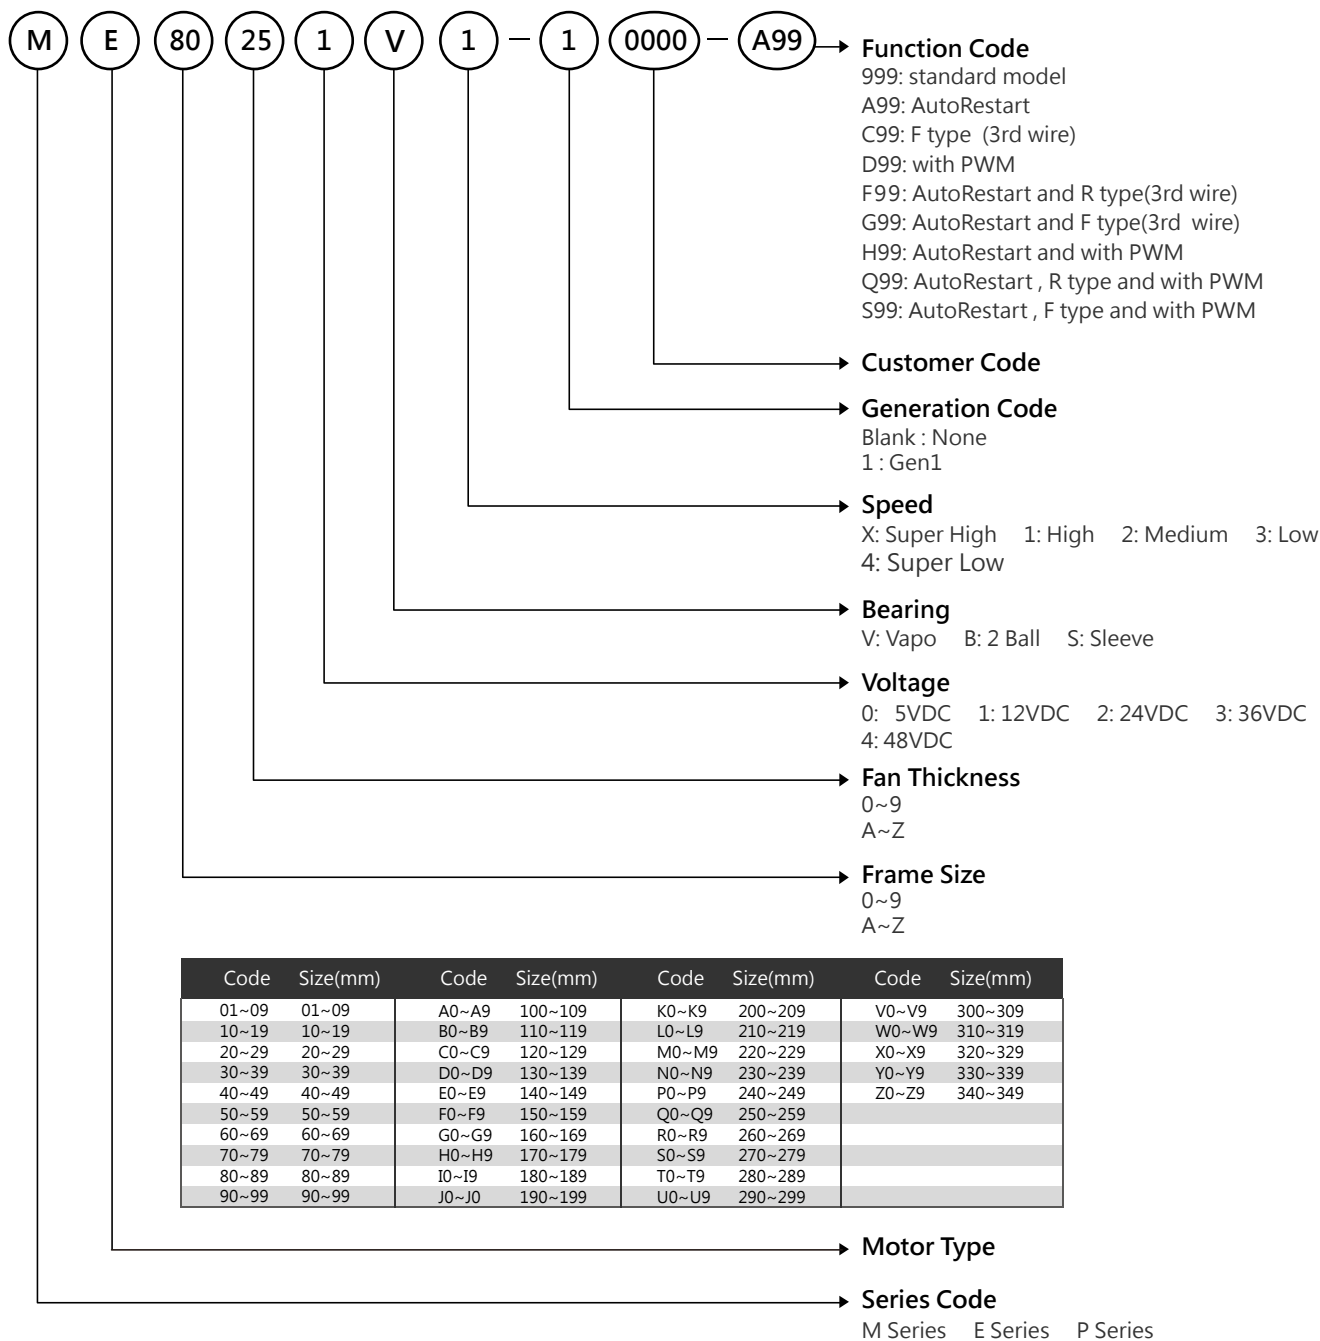 M E 80 25 1 V 1 — 1 0000 — A99
Function Code
999: standard model
A99: AutoRestart
C99: F type (3rd wire)
D99: with PWM
F99: AutoRestart and R type(3rd wire)
G99: AutoRestart and F type(3rd wire)
H99: AutoRestart and with PWM
Q99: AutoRestart , R type and with PWM
S99: AutoRestart , F type and with PWM
Customer Code
Generation Code
Blank : None
1 : Gen1
Speed
X: Super High 1: High 2: Medium 3: Low
4: Super Low
Bearing
V: Vapo B: 2 Ball S: Sleeve
Voltage
0: 5VDC 1: 12VDC 2: 24VDC 3: 36VDC
4: 48VDC
Fan Thickness
0~9
A~Z
Frame Size
0~9
A~Z
Code Size(mm) Code Size(mm) Code Size(mm) Code Size(mm)
01~09 01~09 A0~A9 100~109 K0~K9 200~209 V0~V9 300~309
10~19 10~19 B0~B9 110~119 L0~L9 210~219 W0~W9 310~319
20~29 20~29 C0~C9 120~129 M0~M9 220~229 X0~X9 320~329
30~39 30~39 D0~D9 130~139 N0~N9 230~239 Y0~Y9 330~339
40~49 40~49 E0~E9 140~149 P0~P9 240~249 Z0~Z9 340~349
50~59 50~59 F0~F9 150~159 Q0~Q9 250~259
60~69 60~69 G0~G9 160~169 R0~R9 260~269
70~79 70~79 H0~H9 170~179 S0~S9 270~279
80~89 80~89 I0~I9 180~189 T0~T9 280~289
90~99 90~99 J0~J0 190~199 U0~U9 290~299
Motor Type
Series Code
M Series E Series P Series